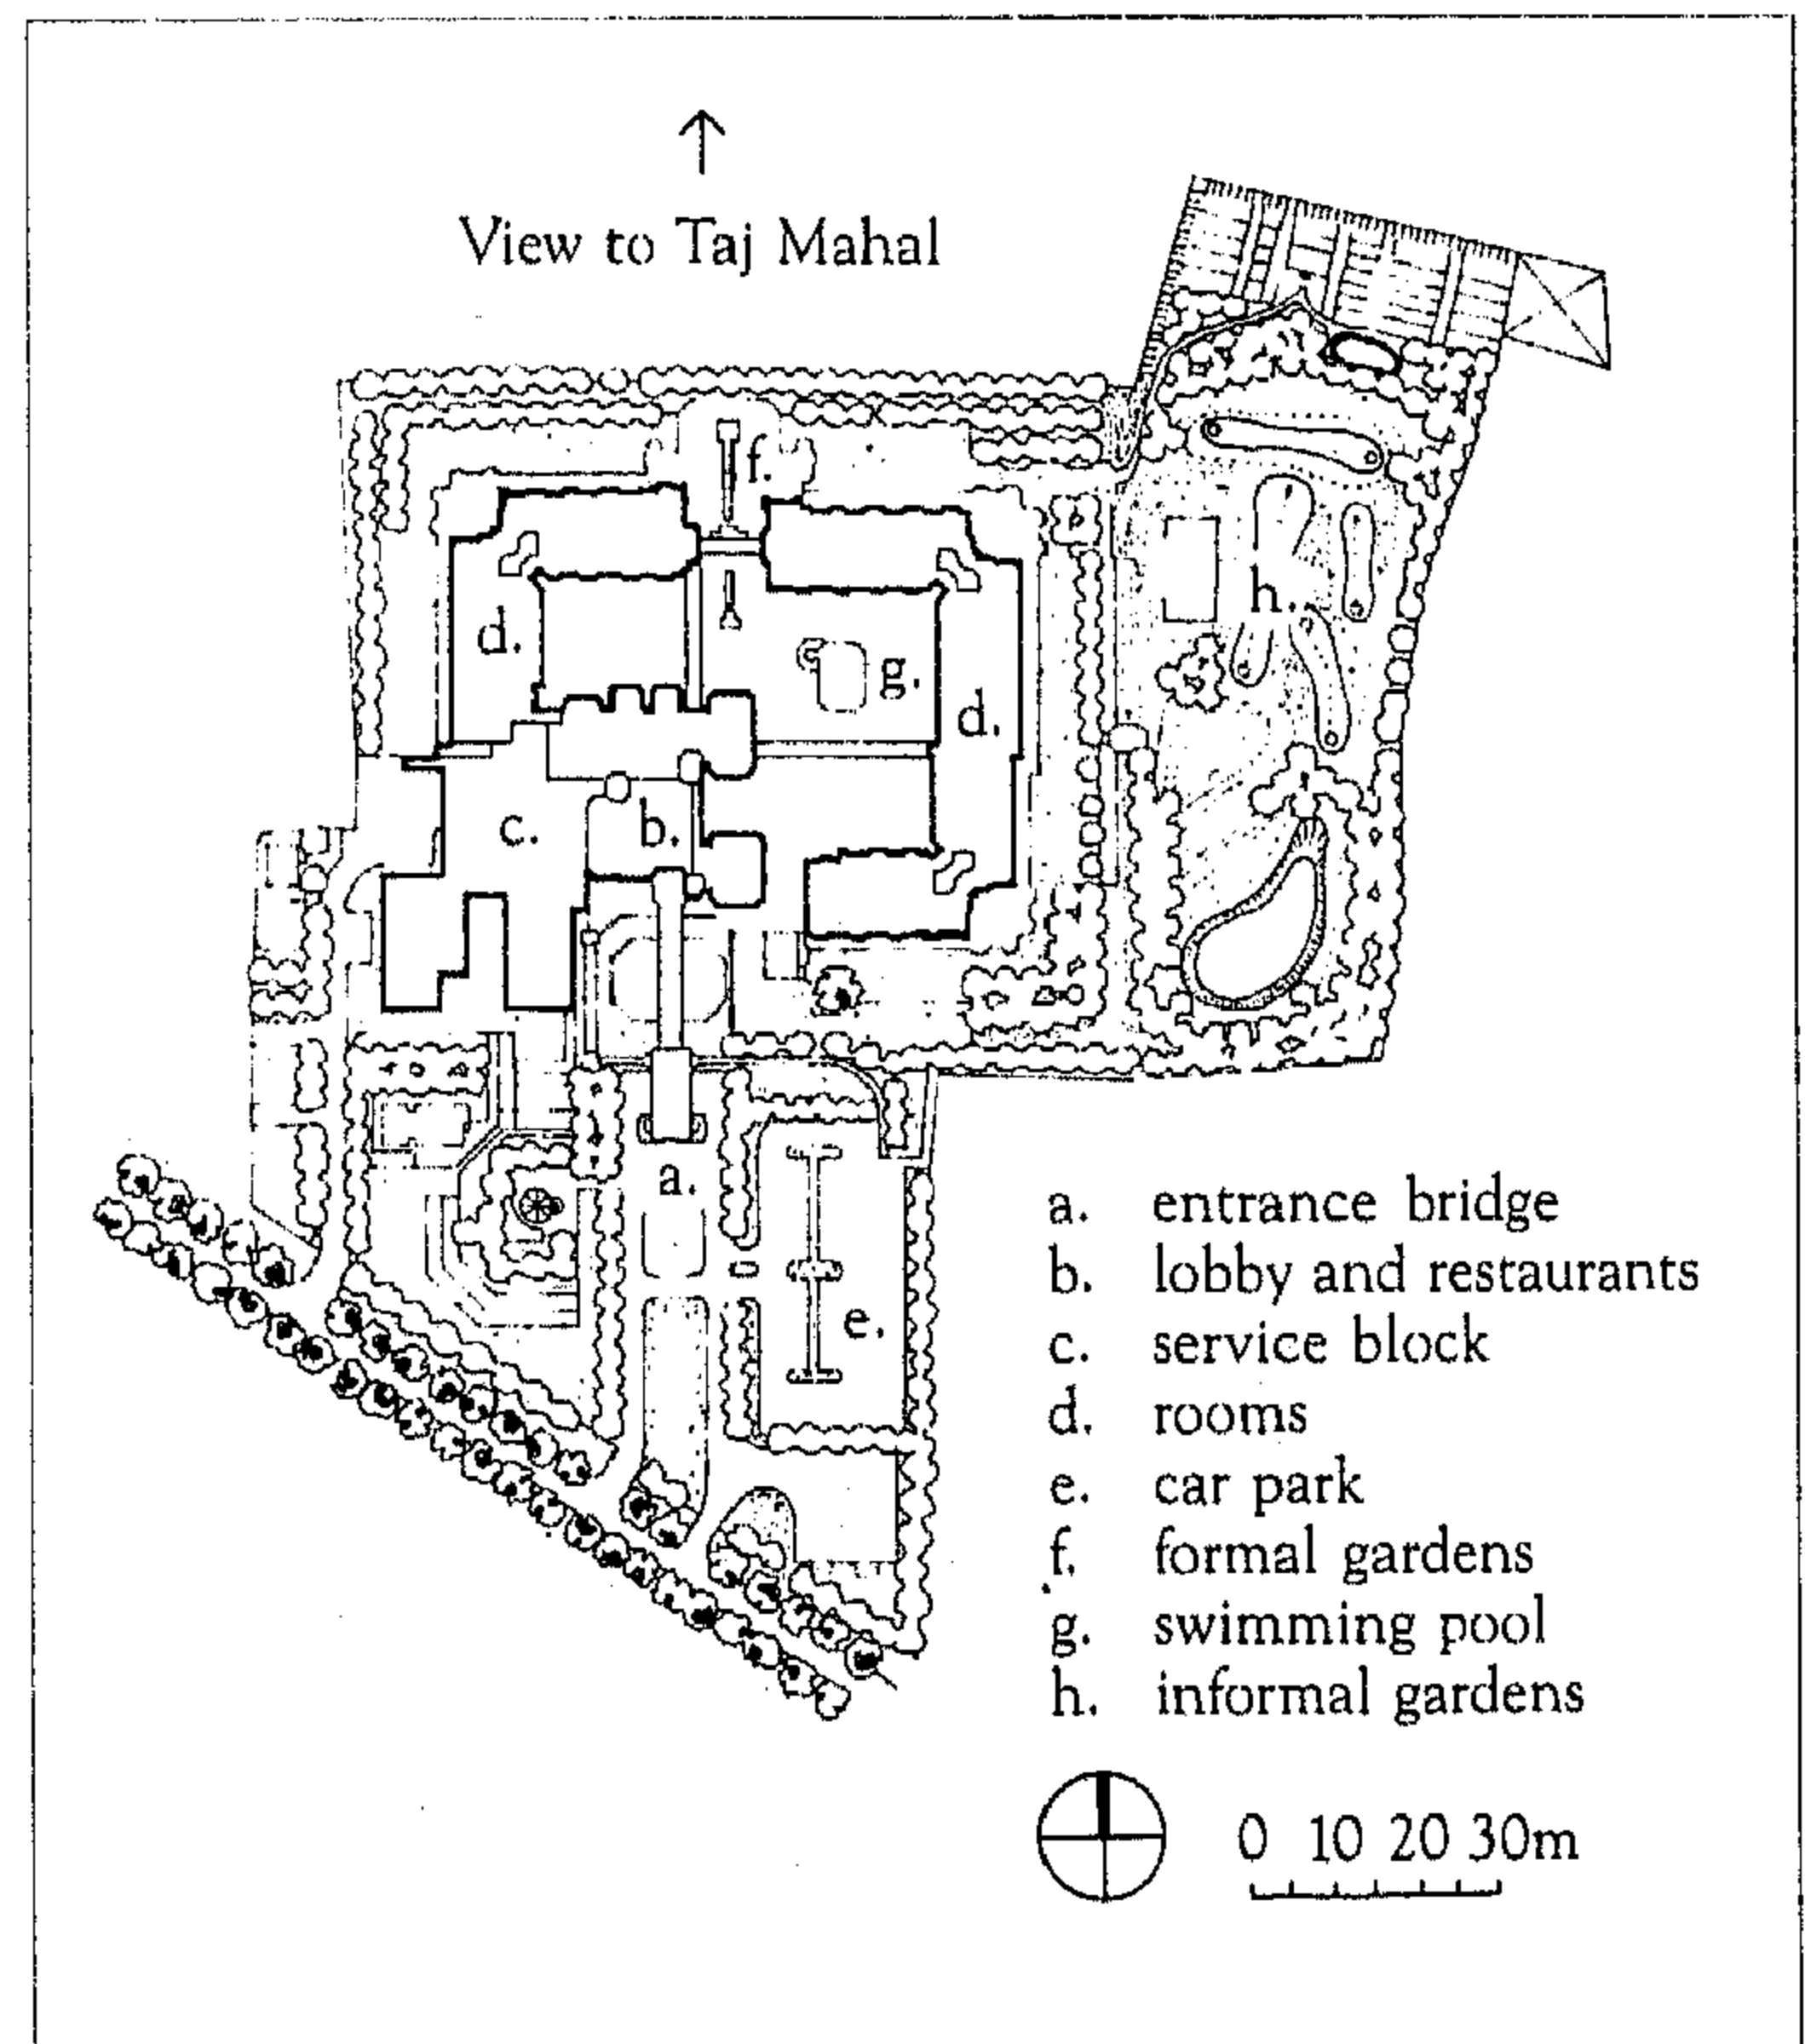 ↑
View to Taj Mahal
f.
d.
h.
g.
d.
c.
b.
a.
e.
a. entrance bridge
b. lobby and restaurants
c. service block
d. rooms
e. car park
f. formal gardens
g. swimming pool
h. informal gardens
0 10 20 30m